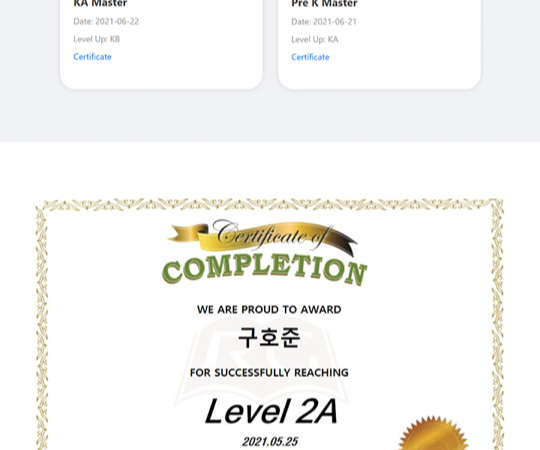 KA Master
Date: 2021-06-22
Level Up: KB
Certificate
Pre K Master
Date: 2021-06-21
Level Up: KA
Certificate
Certificate of
COMPLETION
WE ARE PROUD TO AWARD
구호준
FOR SUCCESSFULLY REACHING
Level 2A
2021.05.25